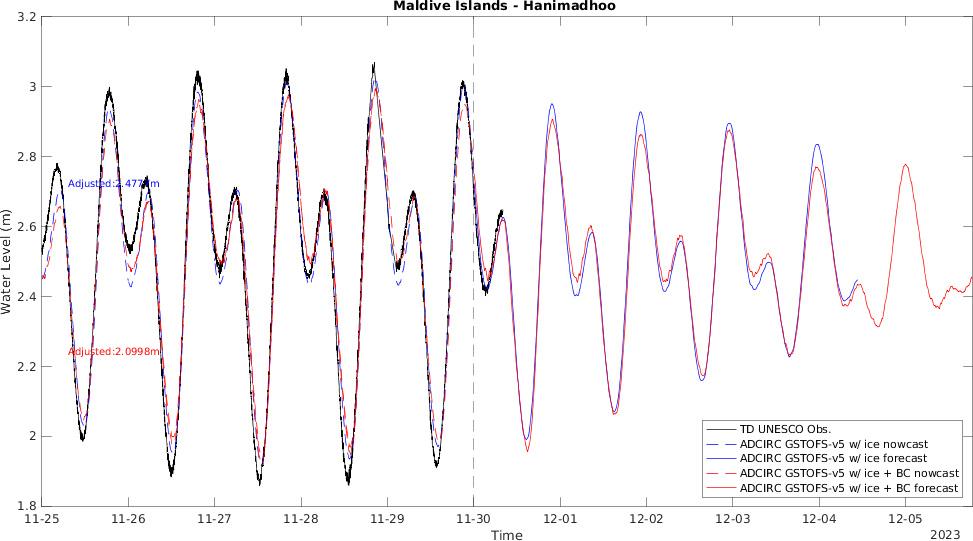 Maldive Islands - Hanimadhoo
3.2
3
2.8
2.6
2.4
2.2
2
1.8
Water Level (m)
Adjusted:2.0998m
TD UNESCO Obs.
ADCIRC GSTOFS-v5 w/ ice nowcast
ADCIRC GSTOFS-v5 w/ ice forecast
ADCIRC GSTOFS-v5 w/ ice + BC nowcast
ADCIRC GSTOFS-v5 w/ ice + BC forecast
11-25 11-26 11-27 11-28 11-29 11-30 12-01 12-02 12-03 12-04 12-05
Time
2023